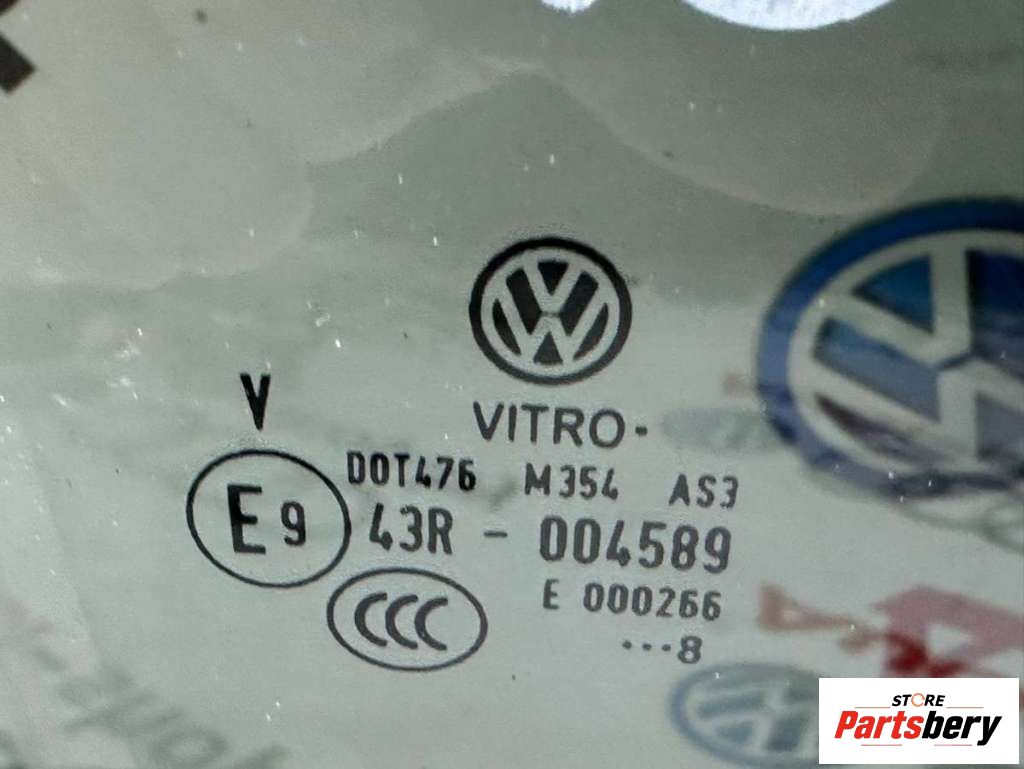 VITRO-
V
DOT476 M354 AS3
E9
43R - 004589
E 000266
CCC
...8
STORE
Partsbery